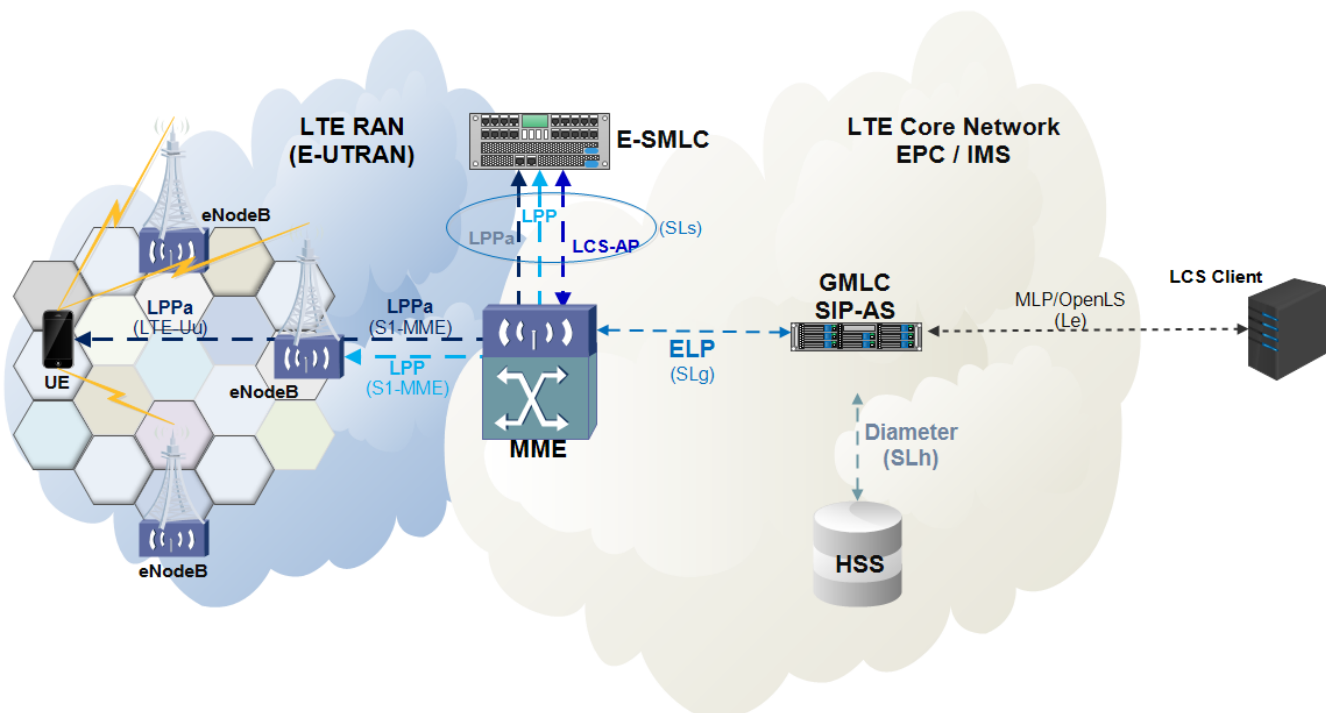 LTE RAN
(E-UTRAN)
E-SMLC
LTE Core Network
EPC / IMS
eNodeB
LPP
LPPa
(SLs)
LCS-AP
GMLC
SIP-AS
LCS Client
MLP/OpenLS
(Le)
LPPa
(LTE-Uu)
LPPa
(S1-MME)
ELP
(SLg)
LPP
(S1-MME)
UE
eNodeB
MME
Diameter
(SLh)
HSS
eNodeB